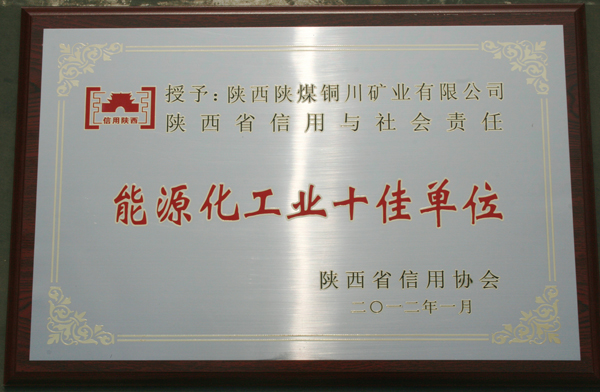 授予：陕西陕煤铜川矿业有限公司
信用陕西
陕西省信用与社会责任
能源化工业十佳单位
陕西省信用协会
二〇一二年一月